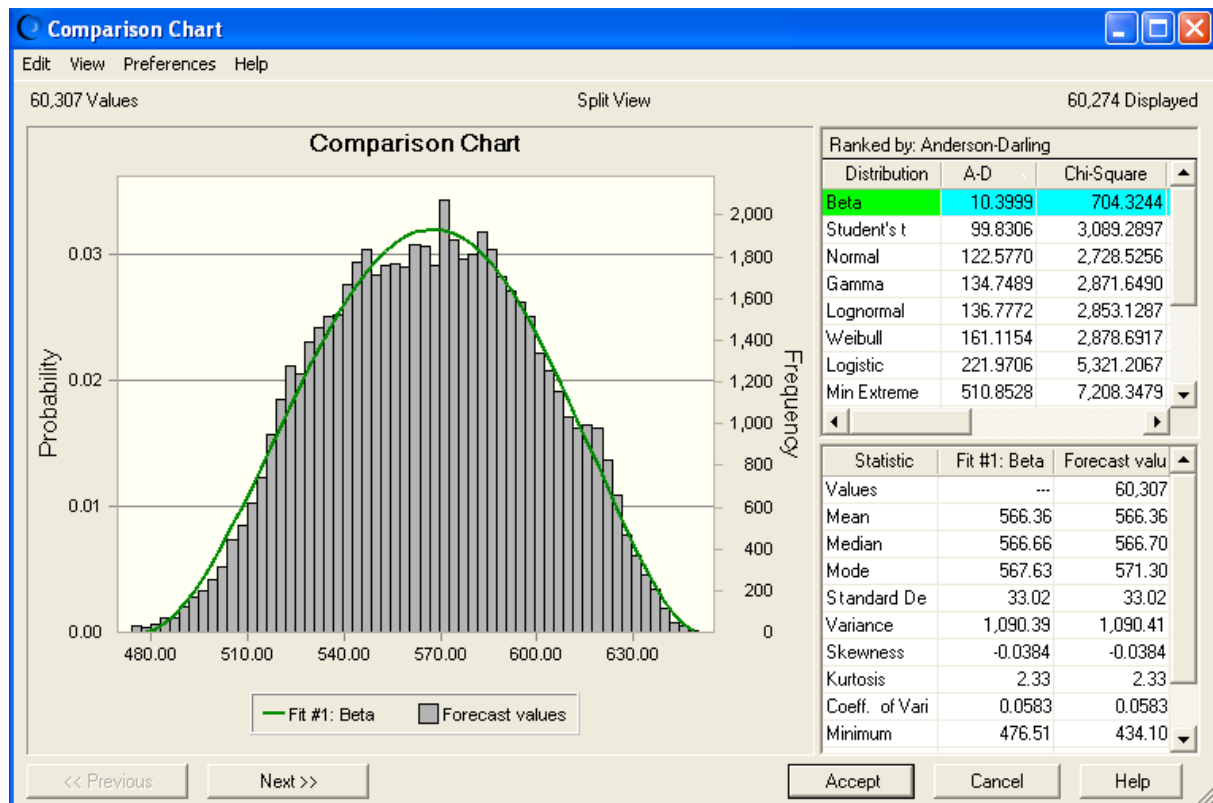 Comparison Chart
Edit View Preferences Help
60,307 Values Split View 60,274 Displayed
Comparison Chart
Probability
0.03
0.02
0.01
0.00
2,000
1,800
1,600
1,400
1,200
1,000
800
600
400
200
0
Frequency
480.00 510.00 540.00 570.00 600.00 630.00
Fit #1: Beta Forecast values
Ranked by: Anderson-Darling
Distribution A-D Chi-Square
Beta 10.3999 704.3244
Student's t 99.8306 3,089.2897
Normal 122.5770 2,728.5256
Gamma 134.7489 2,871.6490
Lognormal 136.7772 2,853.1287
Weibull 161.1154 2,878.6917
Logistic 221.9706 5,321.2067
Min Extreme 510.8528 7,208.3479
Statistic Fit #1: Beta Forecast valu
Values --- 60,307
Mean 566.36 566.36
Median 566.66 566.70
Mode 567.63 571.30
Standard De 33.02 33.02
Variance 1,090.39 1,090.41
Skewness -0.0384 -0.0384
Kurtosis 2.33 2.33
Coeff. of Vari 0.0583 0.0583
Minimum 476.51 434.10
<< Previous Next >> Accept Cancel Help